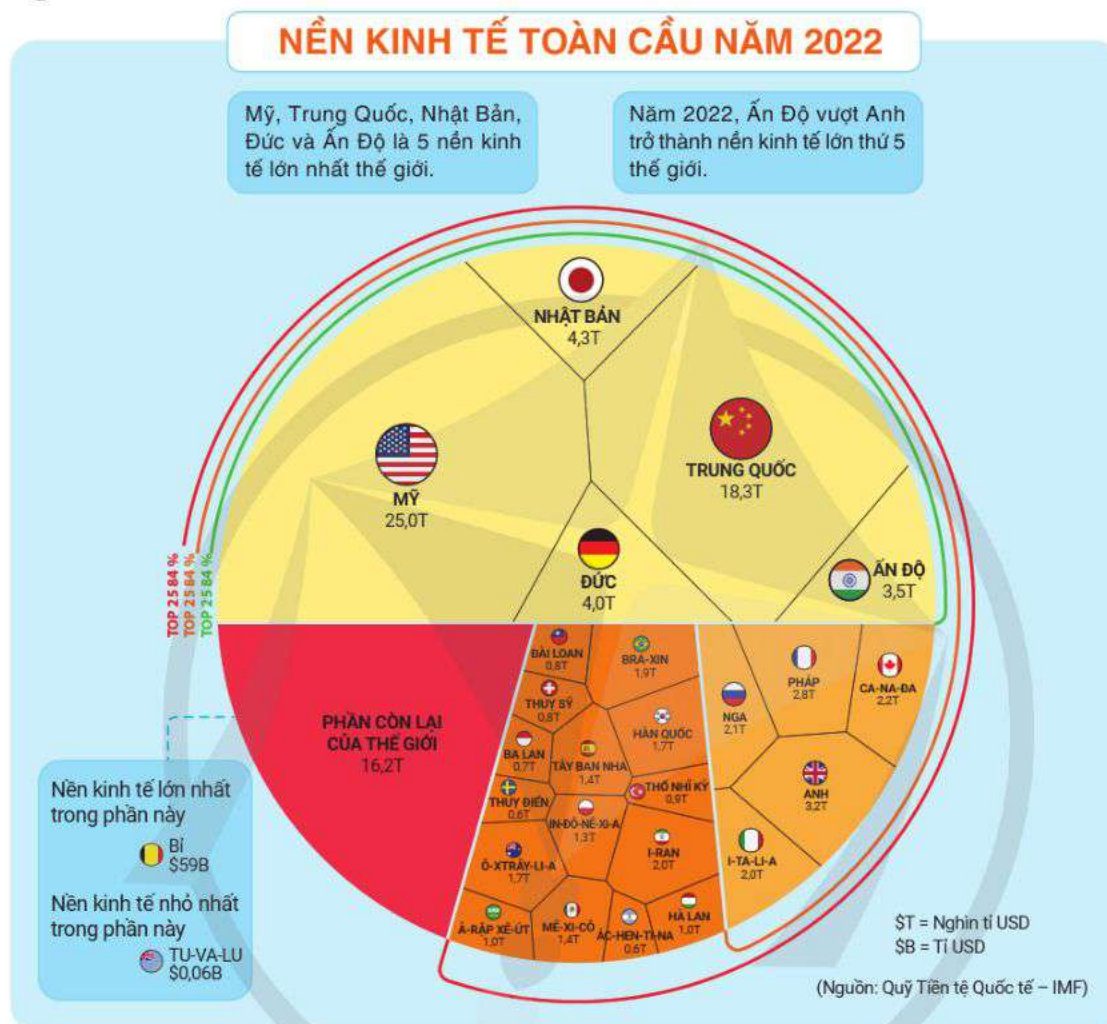 NỀN KINH TẾ TOÀN CẦU NĂM 2022
Mỹ, Trung Quốc, Nhật Bản,
Đức và Ấn Độ là 5 nền kinh
tế lớn nhất thế giới.
Năm 2022, Ấn Độ vượt Anh
trở thành nền kinh tế lớn thứ 5
thế giới.
NHẬT BẢN
4,3T
MỸ
25,0T
TRUNG QUỐC
18,3T
ĐỨC
4,0T
ẤN ĐỘ
3,5T
TOP 25 84 %
TOP 25 84 %
TOP 25 84 %
PHẦN CÒN LẠI
CỦA THẾ GIỚI
16,2T
ĐÀI LOAN
0,8T
BRA-XIN
1,9T
THỤY SỸ
0,8T
HÀN QUỐC
1,7T
BA LAN
0,7T
TÂY BAN NHA
1,4T
THUỴ ĐIỂN
0,6T
THỔ NHĨ KỲ
0,9T
IN-ĐÔ-NÊ-XI-A
1,3T
Ô-XTRÂY-LI-A
1,7T
I-RAN
2,0T
Ả-RẬP XÊ-ÚT
1,0T
MÊ-XI-CÔ
1,4T
ÁC-HEN-TI-NA
0,6T
HÀ LAN
1,0T
NGA
2,1T
PHÁP
2,8T
CA-NA-ĐA
2,2T
ANH
3,2T
I-TA-LI-A
2,0T
Nền kinh tế lớn nhất
trong phần này
Bỉ
$59B
Nền kinh tế nhỏ nhất
trong phần này
TU-VA-LU
$0,06B
$T = Nghìn tỉ USD
$B = Tỉ USD
(Nguồn: Quỹ Tiền tệ Quốc tế – IMF)